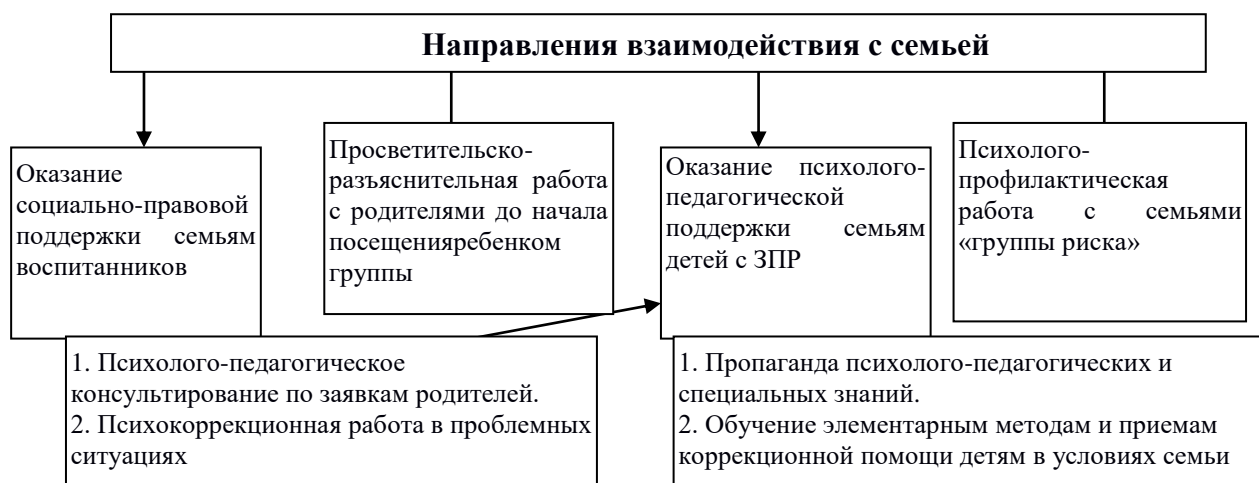 Направления взаимодействия с семьей
Оказание
социально-правовой
поддержки семьям
воспитанников
Просветительско-
разъяснительная работа
с родителями до начала
посещенияребенком
группы
Оказание психолого-
педагогической
поддержки семьям
детей с ЗПР
Психолого-
профилактическая
работа с семьями
«группы риска»
1. Психолого-педагогическое
консультирование по заявкам родителей.
2. Психокоррекционная работа в проблемных
ситуациях
1. Пропаганда психолого-педагогических и
специальных знаний.
2. Обучение элементарным методам и приемам
коррекционной помощи детям в условиях семьи